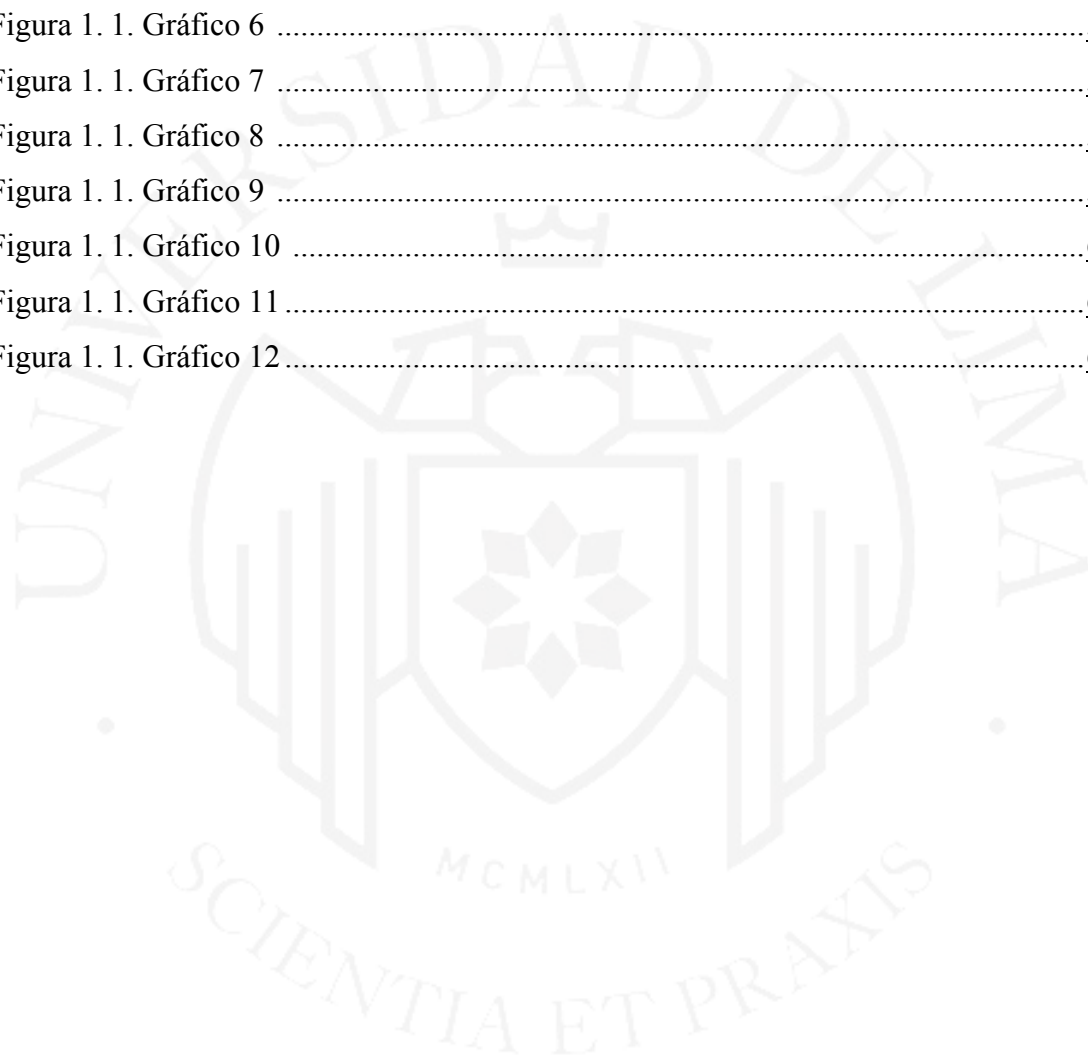 Figura 1. 1. Gráfico 6 ........................................................................
Figura 1. 1. Gráfico 7 ........................................................................
Figura 1. 1. Gráfico 8 ........................................................................
Figura 1. 1. Gráfico 9 ........................................................................
Figura 1. 1. Gráfico 10 ........................................................................
Figura 1. 1. Gráfico 11 ........................................................................
Figura 1. 1. Gráfico 12 ........................................................................
UNIVERSIDAD DE LIMA
MCMLXII
SCIENTIA ET PRAXIS